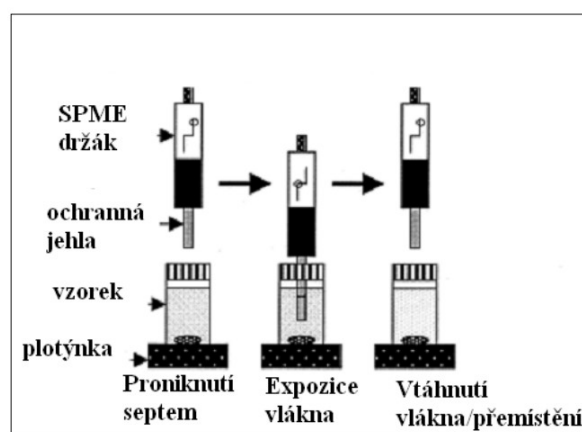 SPME
držák
ochranná
jehla
vzorek
plotýnka
Proniknutí
septem
Expozice
vlákna
Vtáhnutí
vlákna/přemístění